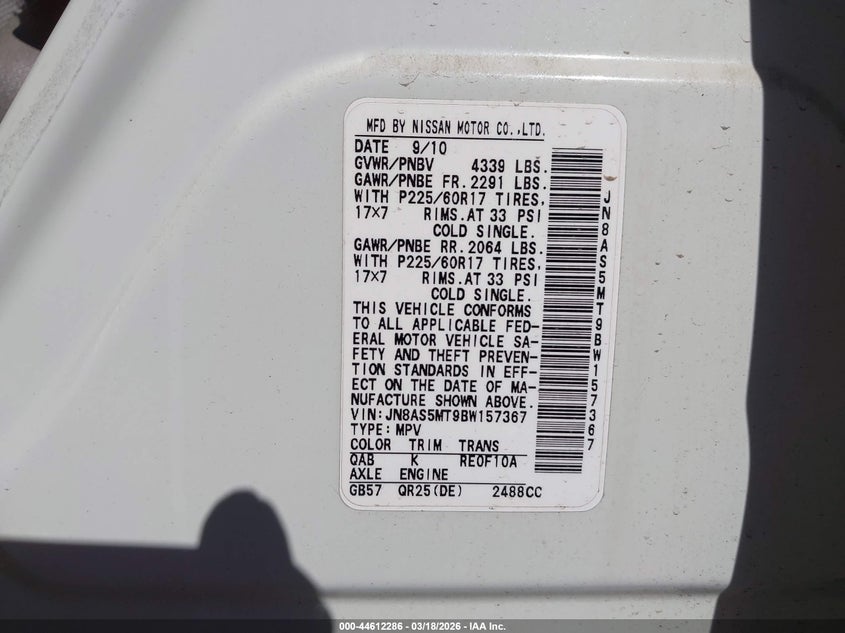 MFD BY NISSAN MOTOR CO.,LTD.
DATE 9/10
GVWR/PNBV 4339 LBS.
GAWR/PNBE FR.2291 LBS.
WITH P225/60R17 TIRES,
17×7 RIMS.AT 33 PSI
COLD SINGLE.
GAWR/PNBE RR.2064 LBS.
WITH P225/60R17 TIRES,
17×7 RIMS.AT 33 PSI
COLD SINGLE.
THIS VEHICLE CONFORMS
TO ALL APPLICABLE FED-
ERAL MOTOR VEHICLE SA-
FETY AND THEFT PREVEN-
TION STANDARDS IN EFF-
ECT ON THE DATE OF MA-
NUFACTURE SHOWN ABOVE.
VIN:JN8AS5MT9BW157367
TYPE:MPV
COLOR TRIM TRANS
QAB K RE0F10A
AXLE ENGINE
GB57 QR25(DE) 2488CC
JN8AS5MT9BW157367
000-44612286 - 03/18/2026 - IAA Inc.